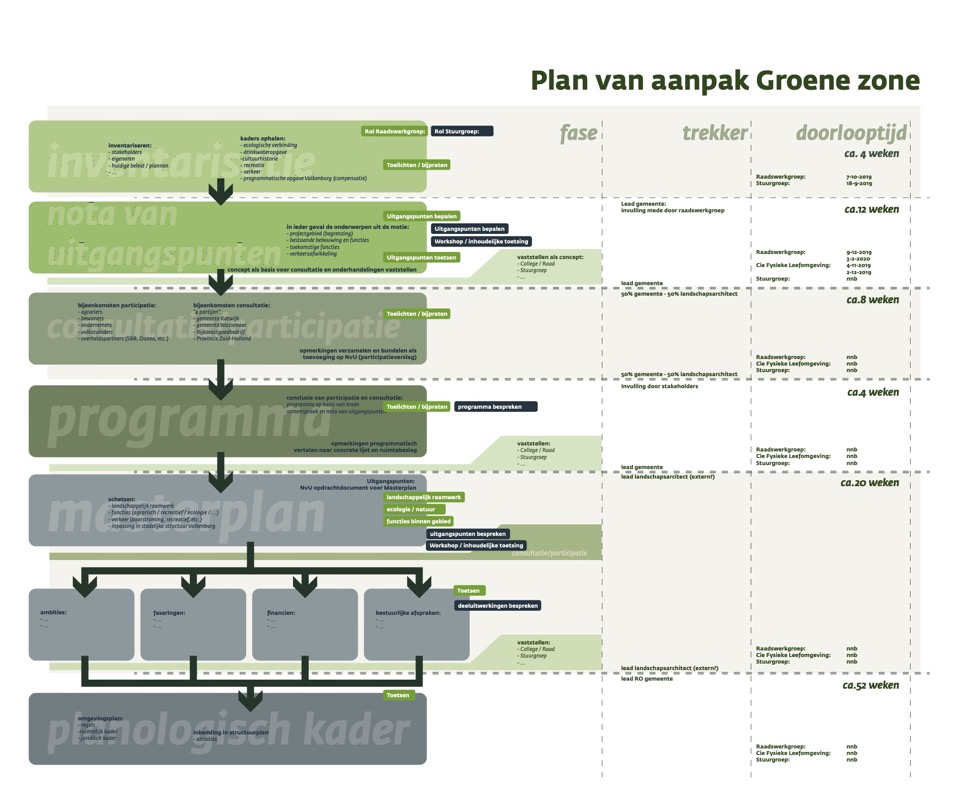 Plan van aanpak Groene zone
fase
trekker
doorlooptijd
inventarisatie
inventariseren:
- stakeholders
- eigenaren
- huidige beleid / plannen
- ...
kaders ophalen:
- ecologische verbinding
- drinkwateropgave
-cultuurhistorie
- recreatie
- verkeer
- programmatische opgave Valkenburg (compensatie)
Rol Raadswerkgroep:
Rol Stuurgroep:
Toelichten / bijpraten
ca. 4 weken
Raadswerkgroep: 7-10-2019
Stuurgroep: 18-9-2019
nota van
uitgangspunten
in ieder geval de onderwerpen uit de motie:
- projectgebied (begrenzing)
- bestaande bebouwing en functies
- toekomstige functies
- verkeersafwikkeling
concept als basis voor consultatie en onderhandelingen vaststellen
Uitgangspunten bepalen
Uitgangspunten bepalen
Workshop / inhoudelijke toetsing
Uitgangspunten toetsen
vaststellen als concept:
- College / Raad
- Stuurgroep
- ...
Lead gemeente:
invulling mede door raadswerkgroep
lead gemeente
ca.12 weken
Raadswerkgroep: 9-12-2019
3-2-2020
Cie Fysieke Leefomgeving: 4-11-2019
2-12-2019
Stuurgroep:
consultatie/participatie
bijeenkomsten participatie:
- agrariers
- bewoners
- ondernemers
- volkstuinders
- overheidspartners (SBB, Dunea, etc.)
bijeenkomsten consultatie:
- gemeente Katwijk
- gemeente Wassenaar
- Rijksvastgoedbedrijf
- Provincie Zuid-Holland
Toelichten / bijpraten
opmerkingen verzamelen en bundelen als
toevoeging op NvU (participatieverslag)
50% gemeente - 50% landschapsarchitect
50% gemeente - 50% landschapsarchitect
ca.8 weken
Raadswerkgroep: nnb
Cie Fysieke Leefomgeving: nnb
Stuurgroep: nnb
programma
conclusie van participatie en consultatie:
programma op basis van brede
samenspraak en nota van uitgangspunten
Toelichten / bijpraten
programma bespreken
opmerkingen programmatisch
vertalen naar concrete lijst en ruimtebeslag
vaststellen:
- College / Raad
- Stuurgroep
- ...
invulling door stakeholders
lead gemeente
ca.4 weken
Raadswerkgroep: nnb
Cie Fysieke Leefomgeving: nnb
Stuurgroep: nnb
masterplan
Uitgangspunten:
NvU opdrachtdocument voor Masterplan
schetsen:
- landschappelijk raamwerk
- functies (agrarisch / recreatief / ecologie / ...)
- verkeer (doorstroming, recreatief, etc.)
- inpassing in stedelijke structuur Valkenburg
landschappelijk raamwerk
ecologie / natuur
functies binnen gebied
uitgangspunten bespreken
Workshop / inhoudelijke toetsing
consultatie/participatie
lead landschapsarchitect (extern?)
ca.20 weken
Toetsen
deeluitwerkingen bespreken
ambities:
- ...
- ...
faseringen:
- ...
- ...
financien:
- ...
- ...
bestuurlijke afspraken:
- ...
- ...
vaststellen:
- College / Raad
- Stuurgroep
- ...
lead landschapsarchitect (extern?)
Raadswerkgroep: nnb
Cie Fysieke Leefomgeving: nnb
Stuurgroep: nnb
lead RO gemeente
ca.52 weken
planologisch kader
Toetsen
omgevingsplan:
- regels
-ruimtelijk kader
- juridisch kader
inbedding in structuurplan
- ambities
Raadswerkgroep: nnb
Cie Fysieke Leefomgeving: nnb
Stuurgroep: nnb